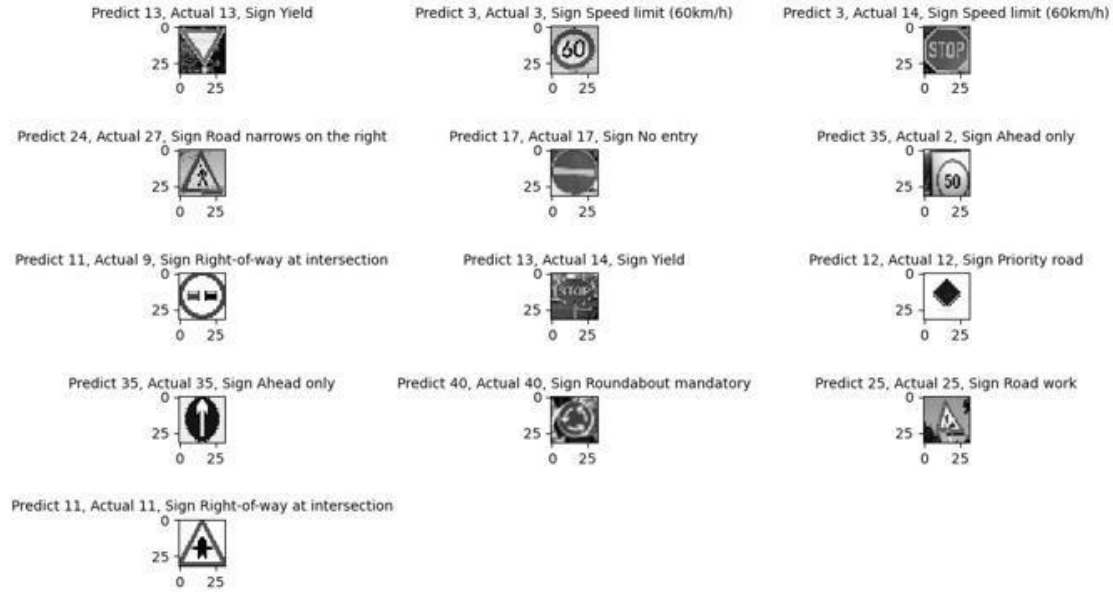 Predict 13, Actual 13, Sign Yield
0
25
0 25
Predict 3, Actual 3, Sign Speed limit (60km/h)
0
60
25
0 25
Predict 3, Actual 14, Sign Speed limit (60km/h)
0
STOP
25
0 25
Predict 24, Actual 27, Sign Road narrows on the right
0
25
0 25
Predict 17, Actual 17, Sign No entry
0
25
0 25
Predict 35, Actual 2, Sign Ahead only
0
50
25
0 25
Predict 11, Actual 9, Sign Right-of-way at intersection
0
25
0 25
Predict 13, Actual 14, Sign Yield
0
STOP
25
0 25
Predict 12, Actual 12, Sign Priority road
0
25
0 25
Predict 35, Actual 35, Sign Ahead only
0
25
0 25
Predict 40, Actual 40, Sign Roundabout mandatory
0
25
0 25
Predict 25, Actual 25, Sign Road work
0
25
0 25
Predict 11, Actual 11, Sign Right-of-way at intersection
0
25
0 25